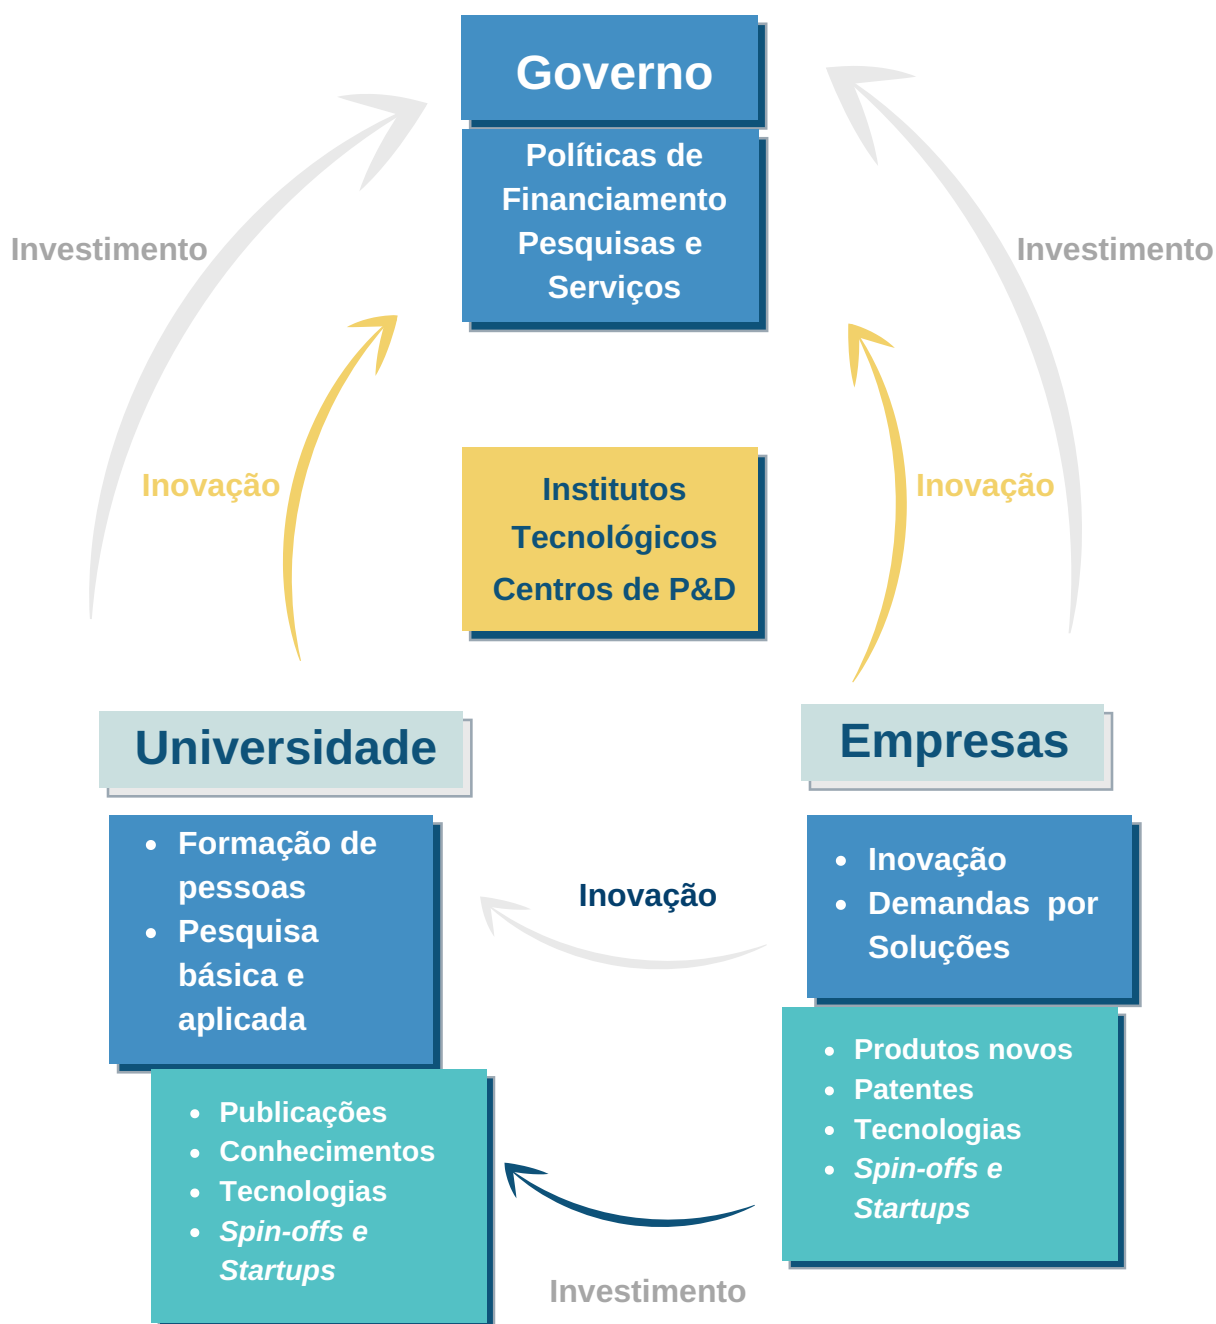 Governo
Políticas de
Financiamento
Pesquisas e
Serviços
Investimento
Investimento
Inovação
Inovação
Institutos
Tecnológicos
Centros de P&D
Universidade
Empresas
• Formação de
pessoas
• Pesquisa
básica e
aplicada
Inovação
• Inovação
• Demandas por
Soluções
• Publicações
• Conhecimentos
• Tecnologias
• Spin-offs e
Startups
• Produtos novos
• Patentes
• Tecnologias
• Spin-offs e
Startups
Investimento